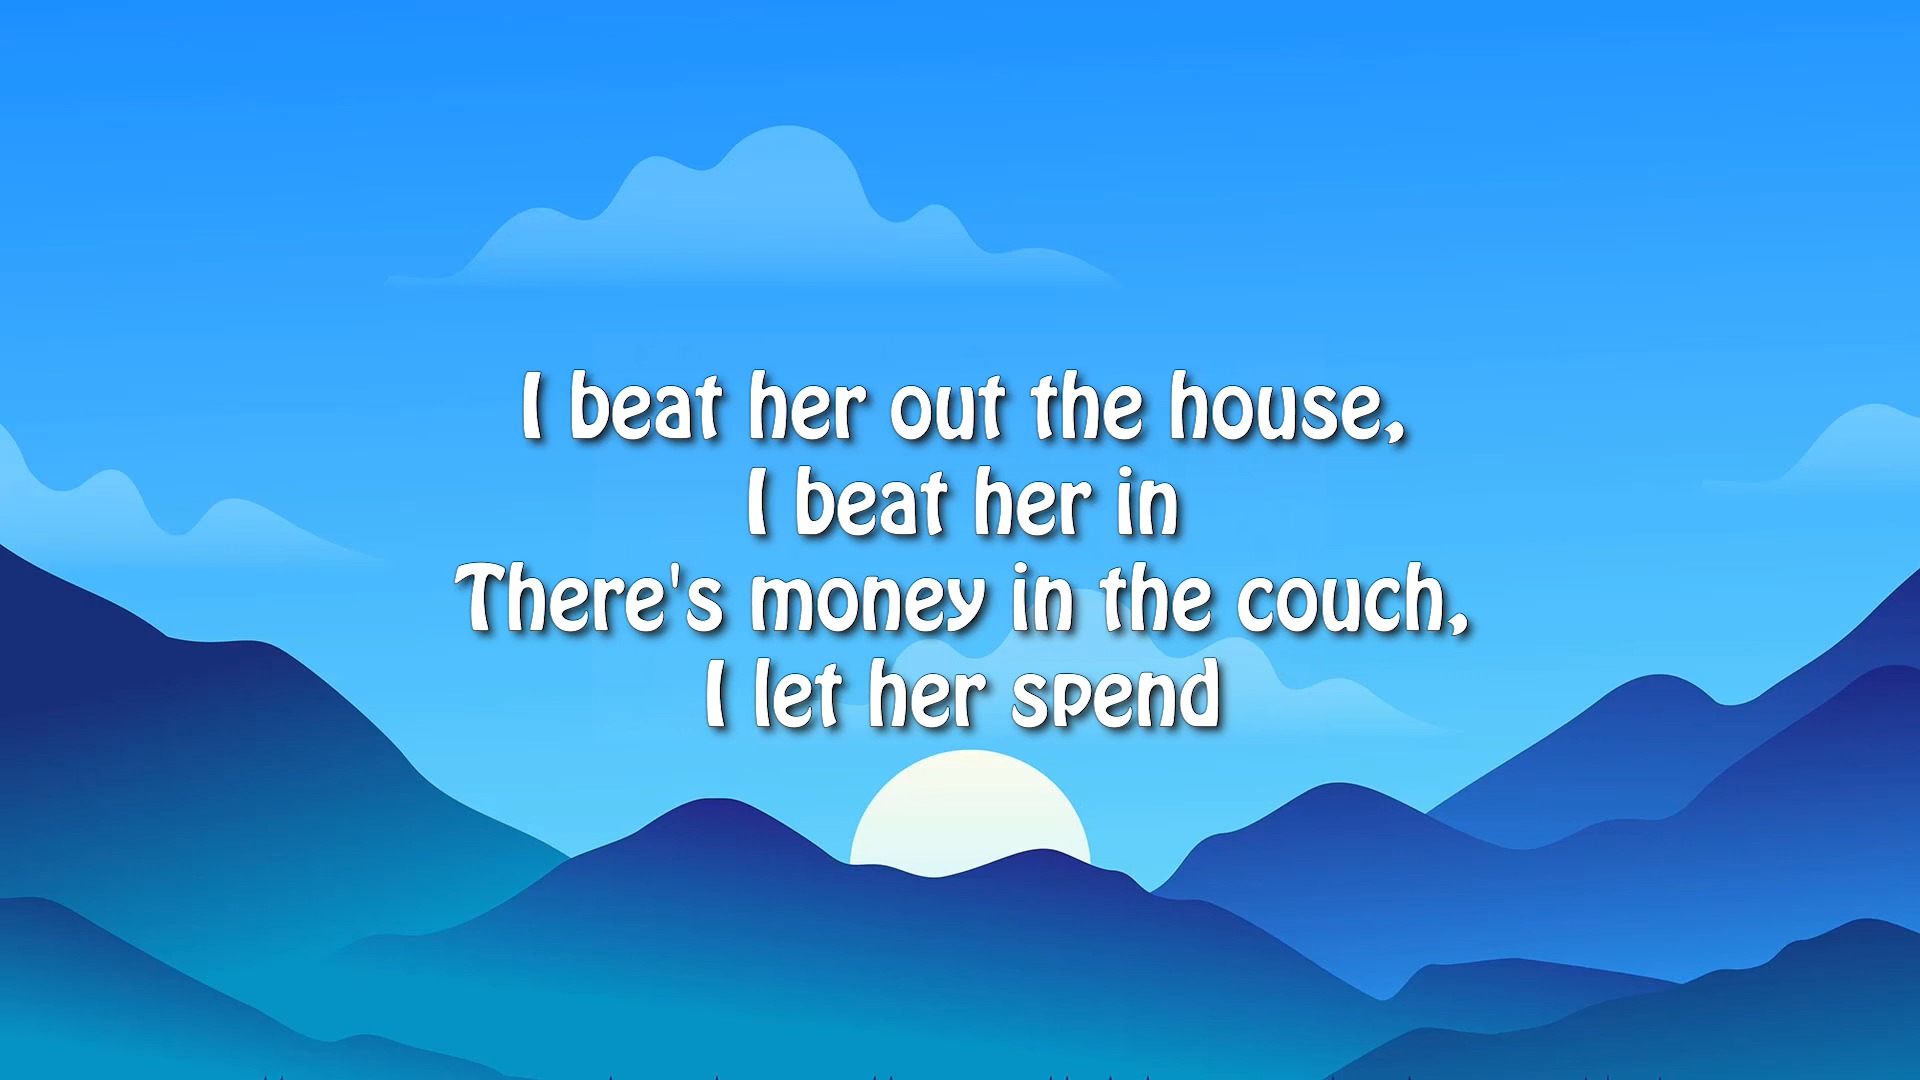 I beat her out the house,
I beat her in
There's money in the couch,
I let her spend